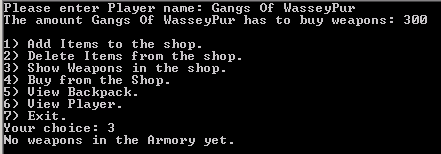 Please enter Player name: Gangs Of WasseyPur
The amount Gangs Of WasseyPur has to buy weapons: 300
1) Add Items to the shop.
2) Delete Items from the shop.
3) Show Weapons in the shop.
4) Buy from the Shop.
5) View Backpack.
6) View Player.
7) Exit.
Your choice: 3
No weapons in the Armory yet.